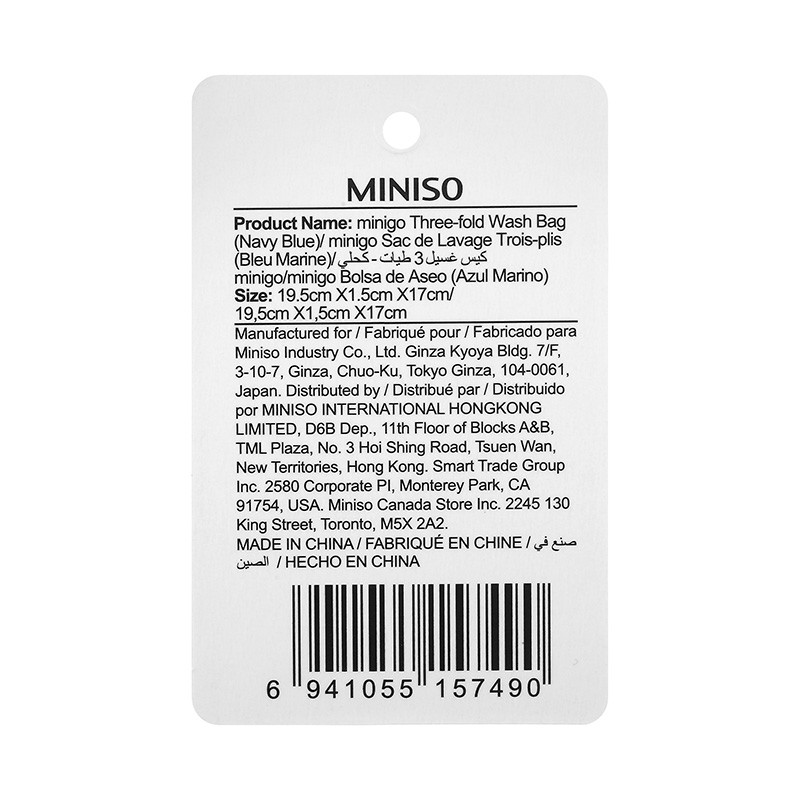 MINISO
Product Name: minigo Three-fold Wash Bag
(Navy Blue)/ minigo Sac de Lavage Trois-plis
(Bleu Marine)/ كيس غسيل 3 طيات - كحلي
minigo/minigo Bolsa de Aseo (Azul Marino)
Size: 19.5cm X1.5cm X17cm/
19,5cm X1,5cm X17cm
Manufactured for / Fabriqué pour / Fabricado para
Miniso Industry Co., Ltd. Ginza Kyoya Bldg. 7/F,
3-10-7, Ginza, Chuo-Ku, Tokyo Ginza, 104-0061,
Japan. Distributed by / Distribué par / Distribuido
por MINISO INTERNATIONAL HONGKONG
LIMITED, D6B Dep., 11th Floor of Blocks A&B,
TML Plaza, No. 3 Hoi Shing Road, Tsuen Wan,
New Territories, Hong Kong. Smart Trade Group
Inc. 2580 Corporate Pl, Monterey Park, CA
91754, USA. Miniso Canada Store Inc. 2245 130
King Street, Toronto, M5X 2A2.
MADE IN CHINA / FABRIQUÉ EN CHINE / صنع في
الصين / HECHO EN CHINA
6 941055 157490